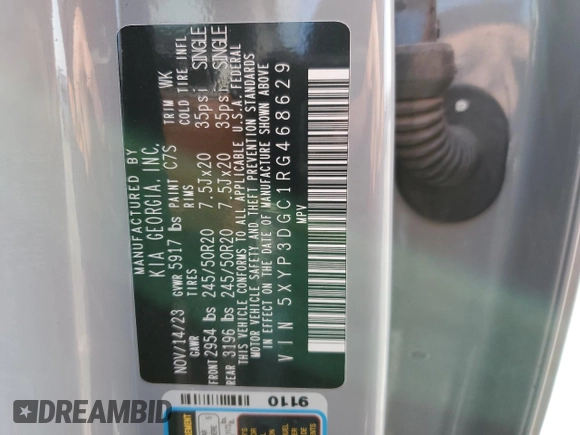 MANUFACTURED BY
KIA GEORGIA, INC.
NOV/14/23 GVWR 5917 lbs PAINT C7S TRIM WK
GAWR TIRES RIMS COLD TIRE INFL
FRONT 2954 lbs 245/50R20 7.5Jx20 35psi SINGLE
REAR 3196 lbs 245/50R20 7.5Jx20 35psi SINGLE
THIS VEHICLE CONFORMS TO ALL APPLICABLE U.S.A. FEDERAL
MOTOR VEHICLE SAFETY AND THEFT PREVENTION STANDARDS
IN EFFECT ON THE DATE OF MANUFACTURE SHOWN ABOVE
VIN 5XYP3DGC1RG468629
MPV
9110
DREAMBID